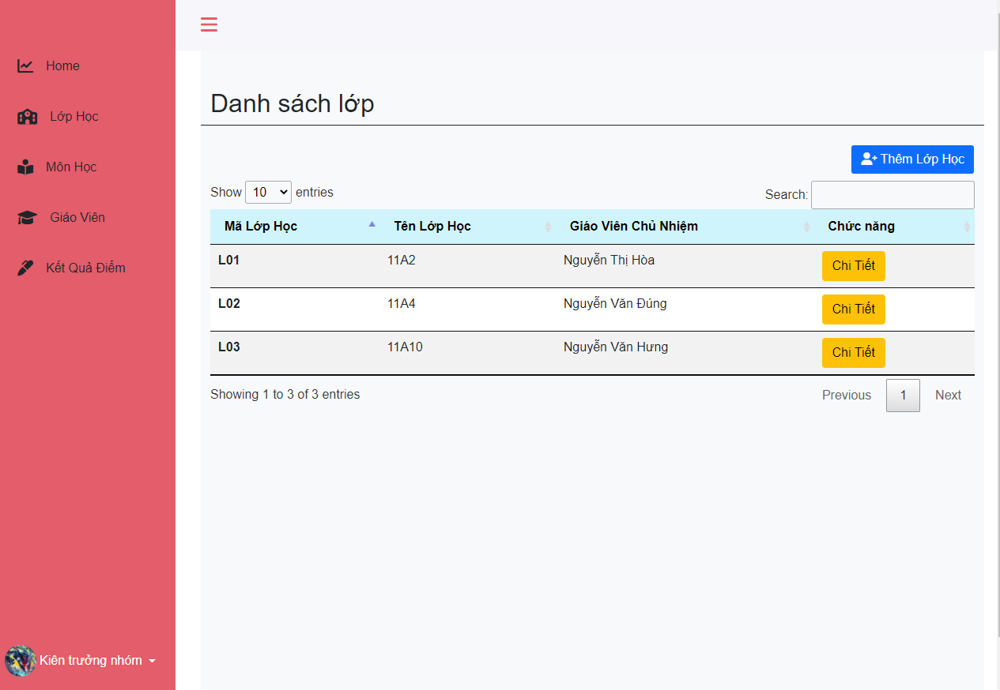 Home
Lớp Học
Môn Học
Giáo Viên
Kết Quả Điểm
Kiên trưởng nhóm
Danh sách lớp
Thêm Lớp Học
Show 10 entries
Search:
Mã Lớp Học Tên Lớp Học Giáo Viên Chủ Nhiệm Chức năng
L01 11A2 Nguyễn Thị Hòa Chi Tiết
L02 11A4 Nguyễn Văn Đúng Chi Tiết
L03 11A10 Nguyễn Văn Hưng Chi Tiết
Showing 1 to 3 of 3 entries
Previous 1 Next